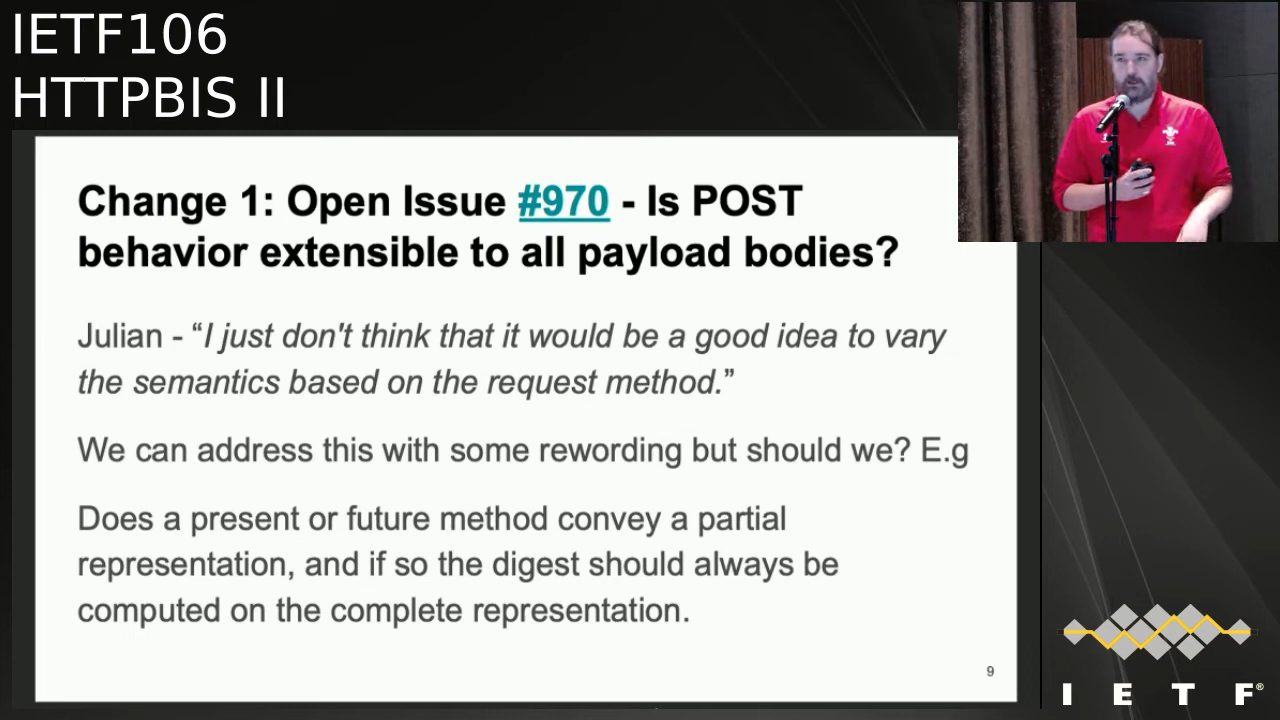 IETF106
HTTPBIS II
Change 1: Open Issue #970 - Is POST
behavior extensible to all payload bodies?
Julian - “I just don't think that it would be a good idea to vary
the semantics based on the request method.”
We can address this with some rewording but should we? E.g
Does a present or future method convey a partial
representation, and if so the digest should always be
computed on the complete representation.
9
I E T F®